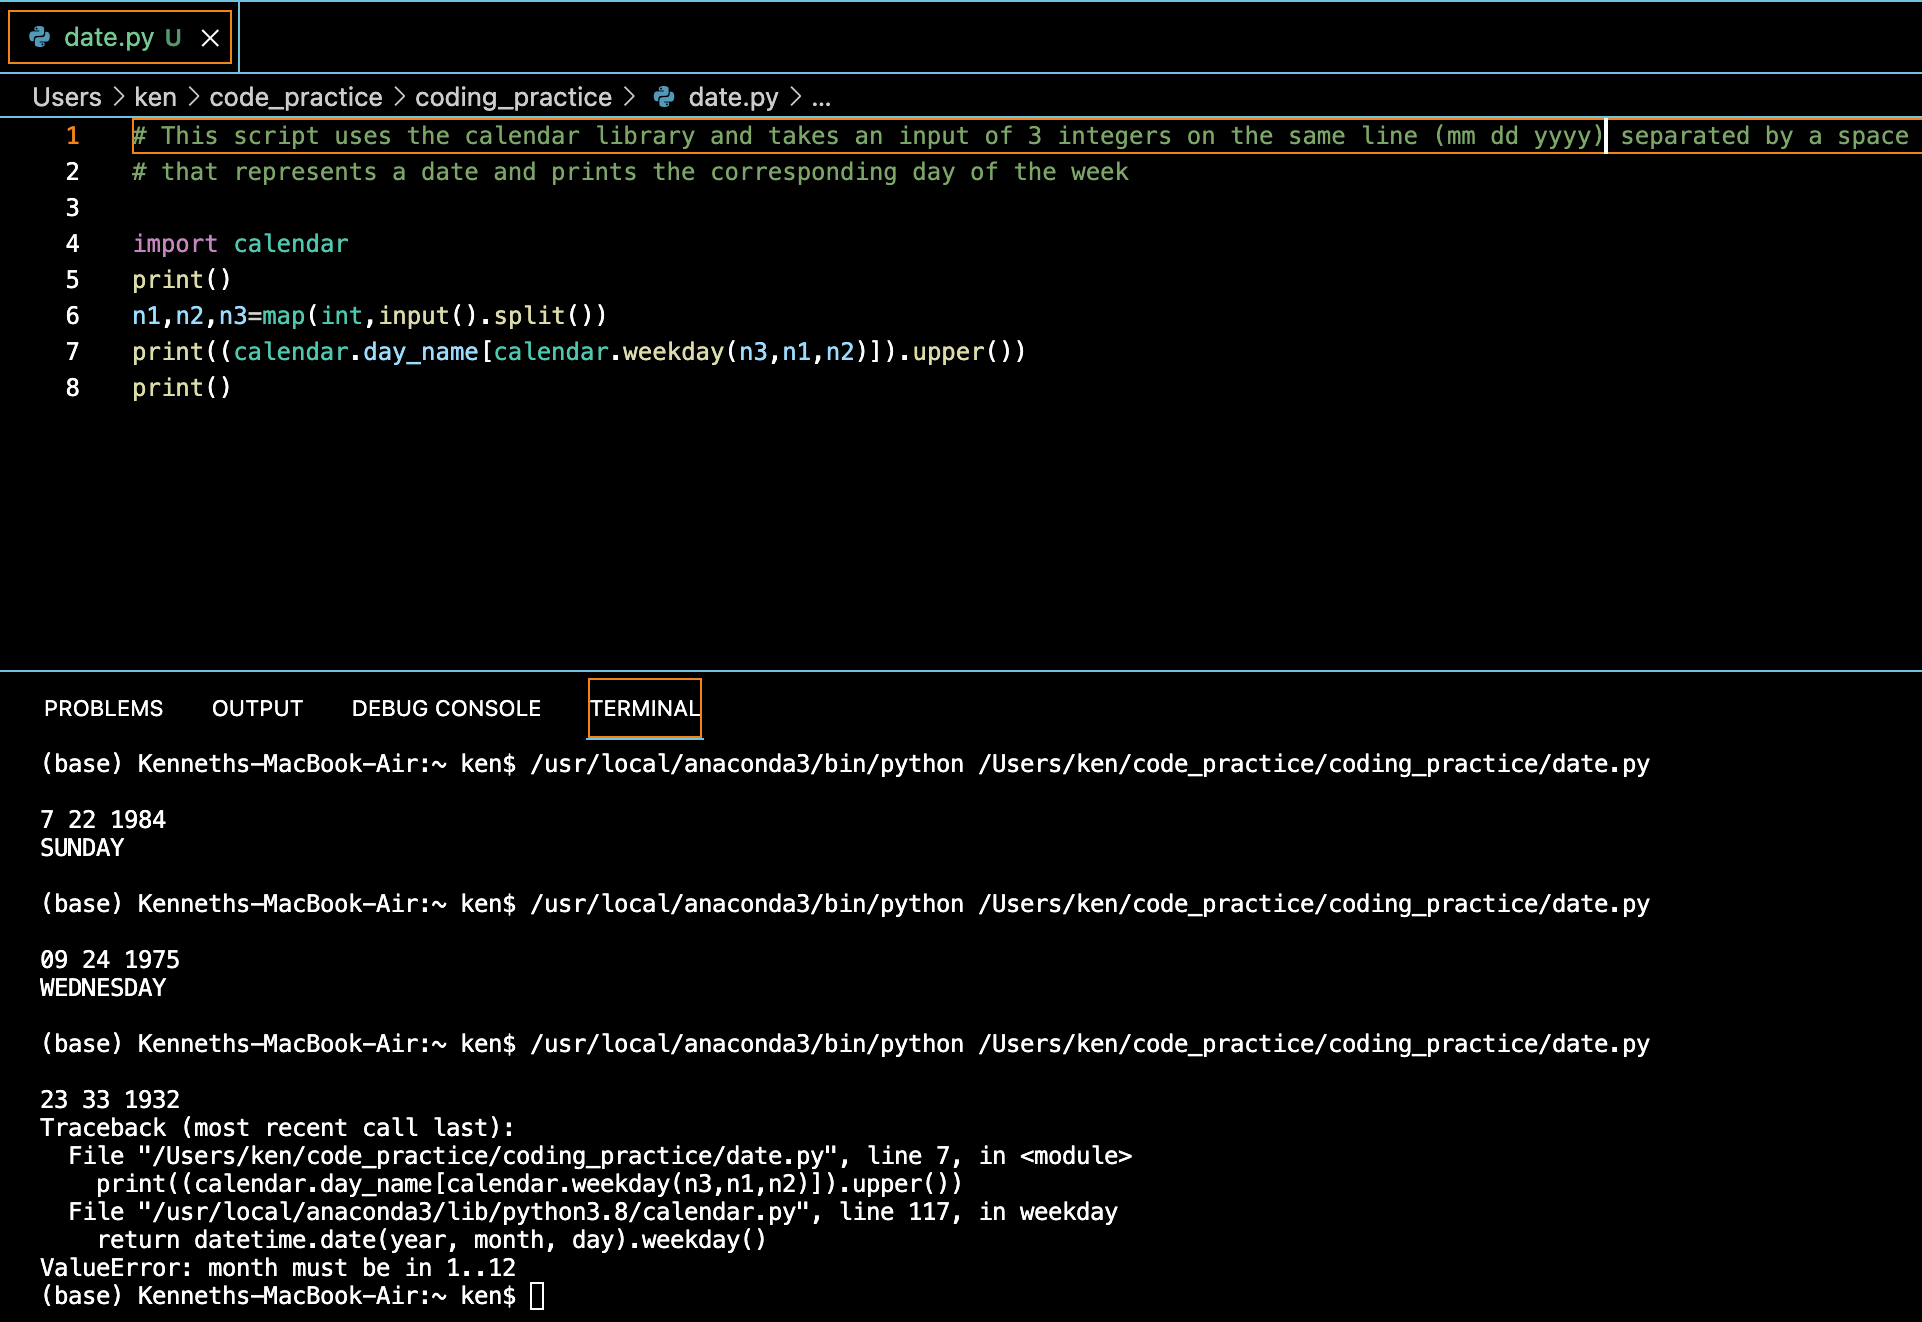 date.py U
Users > ken > code_practice > coding_practice > date.py > ...
1 # This script uses the calendar library and takes an input of 3 integers on the same line (mm dd yyyy) separated by a space
2 # that represents a date and prints the corresponding day of the week
3
4 import calendar
5 print()
6 n1,n2,n3=map(int,input().split())
7 print((calendar.day_name[calendar.weekday(n3,n1,n2)]).upper())
8 print()
PROBLEMS OUTPUT DEBUG CONSOLE TERMINAL
(base) Kenneths-MacBook-Air:~ ken$ /usr/local/anaconda3/bin/python /Users/ken/code_practice/coding_practice/date.py
7 22 1984
SUNDAY
(base) Kenneths-MacBook-Air:~ ken$ /usr/local/anaconda3/bin/python /Users/ken/code_practice/coding_practice/date.py
09 24 1975
WEDNESDAY
(base) Kenneths-MacBook-Air:~ ken$ /usr/local/anaconda3/bin/python /Users/ken/code_practice/coding_practice/date.py
23 33 1932
Traceback (most recent call last):
  File "/Users/ken/code_practice/coding_practice/date.py", line 7, in <module>
    print((calendar.day_name[calendar.weekday(n3,n1,n2)]).upper())
  File "/usr/local/anaconda3/lib/python3.8/calendar.py", line 117, in weekday
    return datetime.date(year, month, day).weekday()
ValueError: month must be in 1..12
(base) Kenneths-MacBook-Air:~ ken$